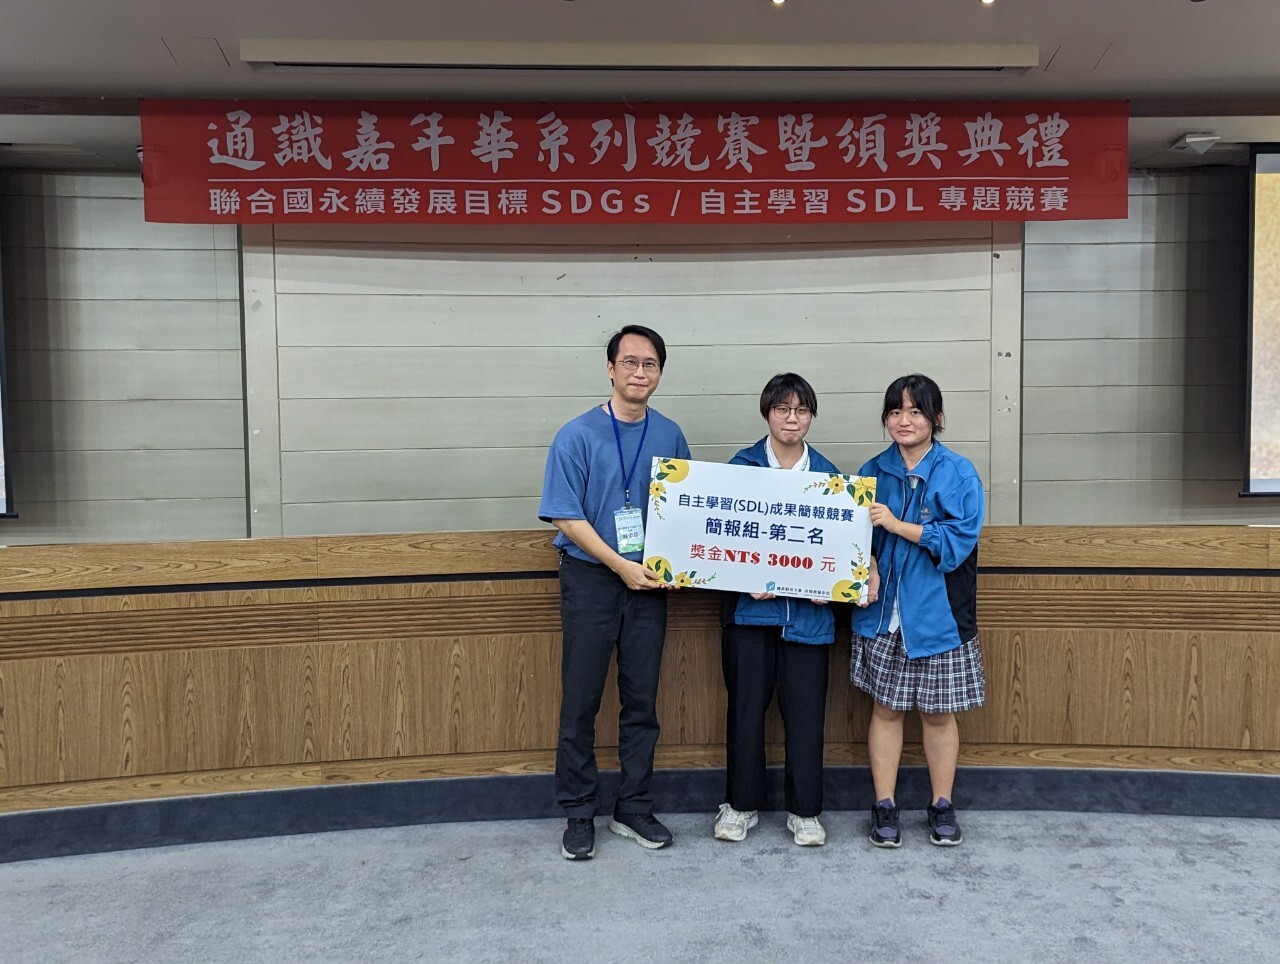 通識嘉年華系列競賽暨頒獎典禮
聯合國永續發展目標 SDGs / 自主學習 SDL 專題競賽
自主學習(SDL)成果簡報競賽
簡報組-第二名
獎金NT$ 3000 元